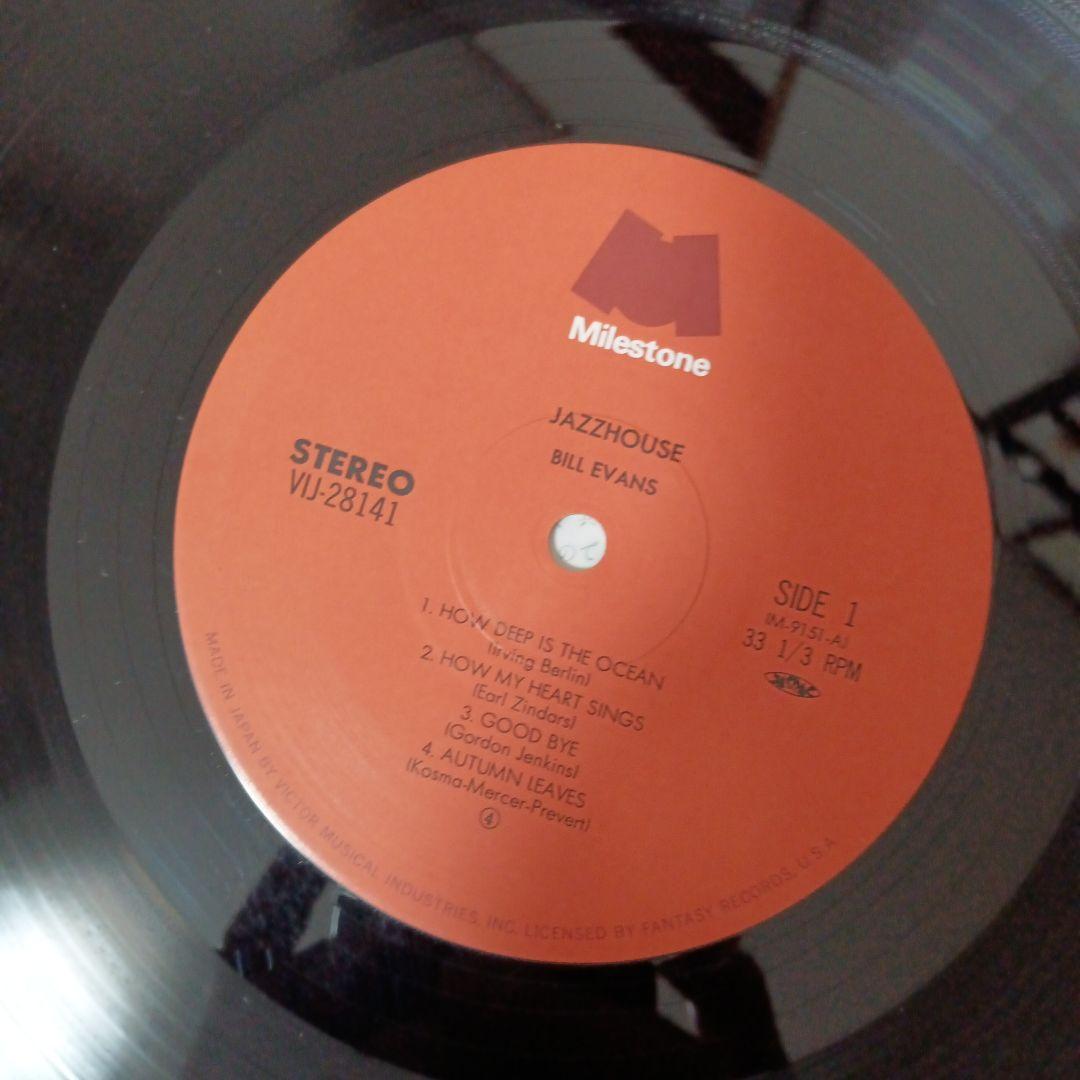 Milestone
JAZZHOUSE
BILL EVANS
STEREO
VIJ-28141
SIDE 1
(M-9151-A)
33 1/3 RPM
1. HOW DEEP IS THE OCEAN
(Irving Berlin)
2. HOW MY HEART SINGS
(Earl Zindars)
3. GOOD BYE
(Gordon Jenkins)
4. AUTUMN LEAVES
(Kosma-Mercer-Prevert)
④
MADE IN JAPAN BY VICTOR MUSICAL INDUSTRIES, INC. LICENSED BY FANTASY RECORDS, U.S.A